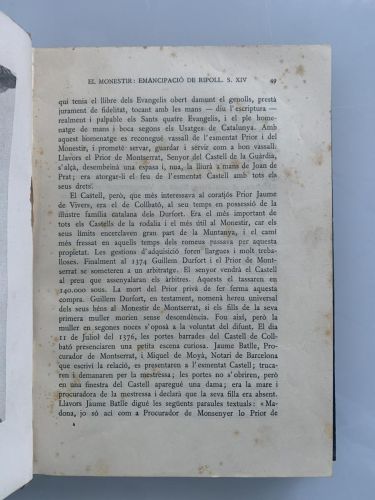 EL MONESTIR: EMANCIPACIÓ DE RIPOLL. S. XIV 49
qui tenia el llibre dels Evangelis obert damunt el genolls, prestà
jurament de fidelitat, tocant amb les mans — diu l'escriptura —
realment i palpable els Sants quatre Evangelis, i el ple home-
natge de mans i boca segons els Usatges de Catalunya. Amb
aquest homenatge es reconegué vassall de l'esmentat Prior i del
Monestir, i prometé servar, guardar i sérvir com a bon vassall.
Llavors el Prior de Montserrat, Senyor del Castell de la Guàrdia,
s'alçà, desembeinà una espasa i, nua, la lliurà a mans de Joan
de Prat; era atorgar-li el feu de l'esmentat Castell amb tots els
seus drets.
El Castell, però, que més interessava al coratjós Prior Jaume
de Vivers, era el de Collbató, al seu temps en possessió de la
illustre família catalana dels Durfort. Era el més important de
tots els Castells de la rodalia i el més útil al Monestir, car els
seus límits encerclaven gran part de la Muntanya, i el camí
més fressat en aquells temps dels romeus passava per aquesta
propietat. Les gestions d'adquisició foren llargues i molt treba-
lloses. Finalment al 1374 Guillem Durfort i el Prior de Mont-
serrat se someteren a un arbitratge. El senyor vendrà el Castell
al preu que assenyalaran els àrbitres. Aquests el tassaren en
140.000 sous. La mort del Prior privà de fer ferma aquesta
compra. Guillem Durfort, en testament, nomenà hereu universal
dels seus béns al Monestir de Montserrat, si els fills de la seva
primera muller morien sense descendència. Fou així, però la
muller en segones noces s'oposà a la voluntat del difunt. El dia
11 de Juliol del 1376, les portes barrades del Castell de Coll-
bató presenciaren una petita escena curiosa. Jaume Batlle, Pro-
curador de Montserrat, i Miquel de Moyà, Notari de Barcelona
que escriví la relació, es presentaren a l'esmentat Castell; truca-
ren i demanaren per la mestressa; les portes no s'obriren, però
en una finestra del Castell aparegué una dama; era la mare i
procuradora de la mestressa i declarà que la seva filla era absent.
Llavors Jaume Batlle digué les següents paraules textuals: «Ma-
dona, jo só aci com a Procurador de Monsenyer lo Prior de
4